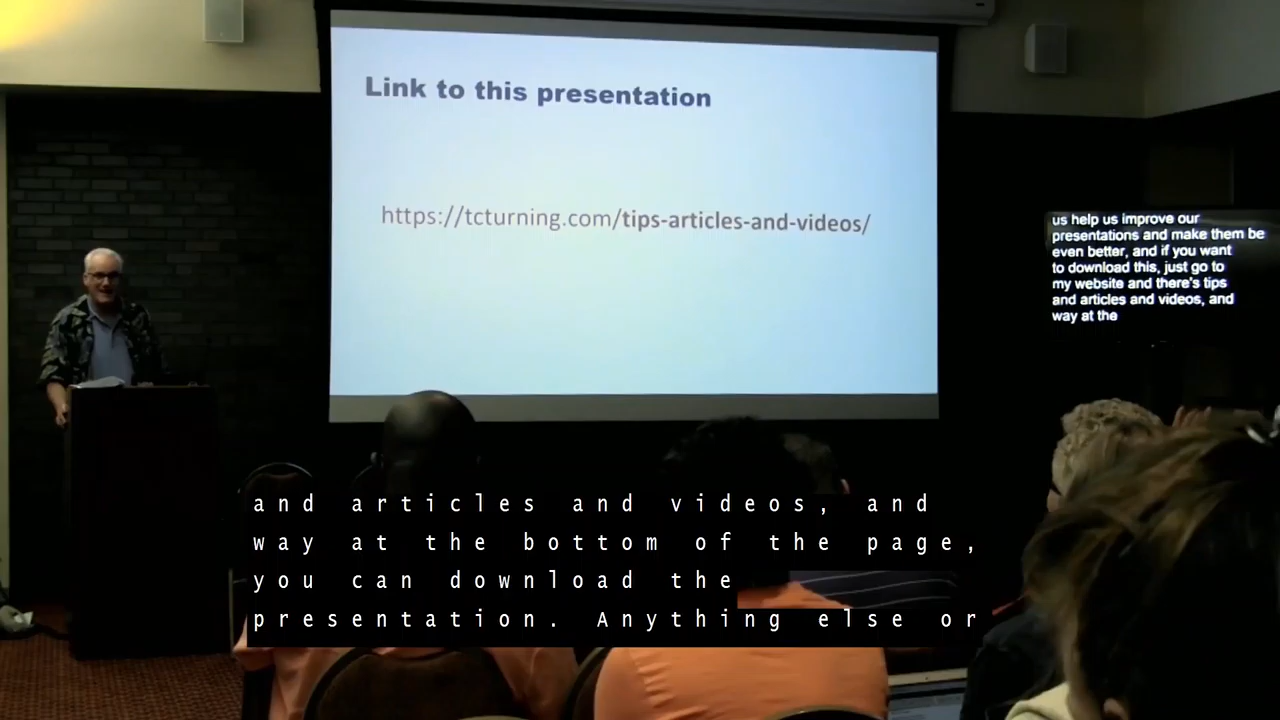 Link to this presentation
https://tcturning.com/tips-articles-and-videos/
us help us improve our
presentations and make them be
even better, and if you want
to download this, just go to
my website and there's tips
and articles and videos, and
way at the
and articles and videos, and
way at the bottom of the page,
you can download the
presentation. Anything else or